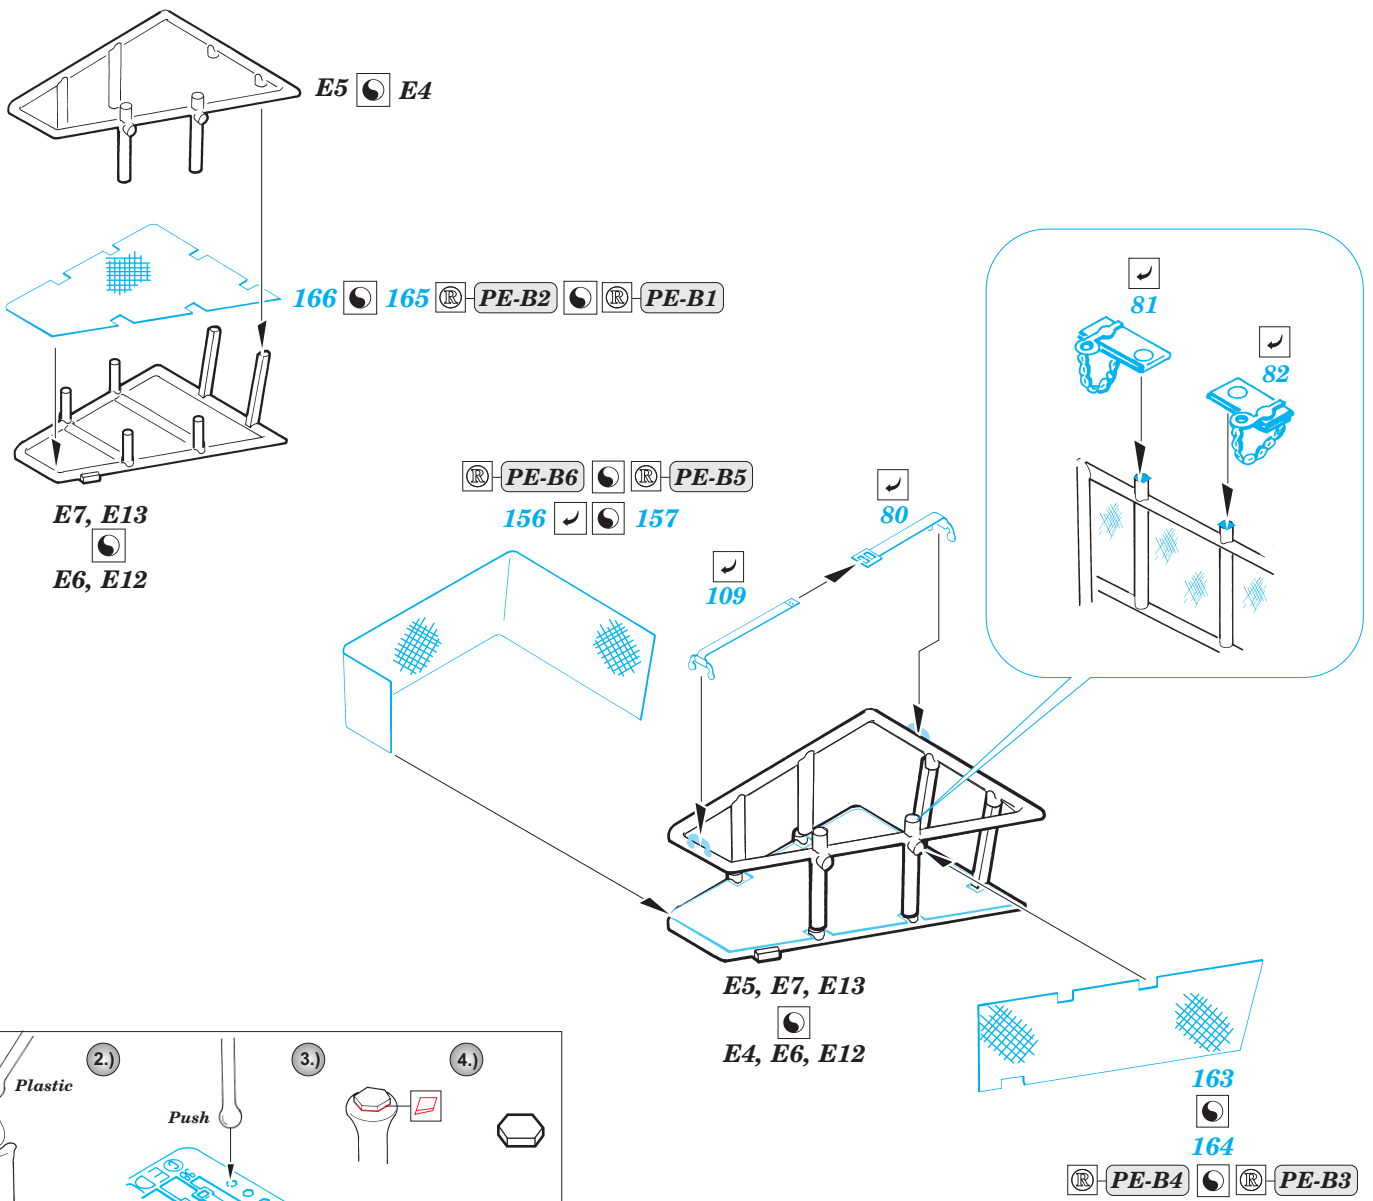 E5 E4
166 165 R PE-B2 R PE-B1
E7, E13
E6, E12
R PE-B6 R PE-B5
156 157
80
109
81
82
E5, E7, E13
E4, E6, E12
163
164
R PE-B4 R PE-B3
2.)
Plastic
Push
3.)
4.)